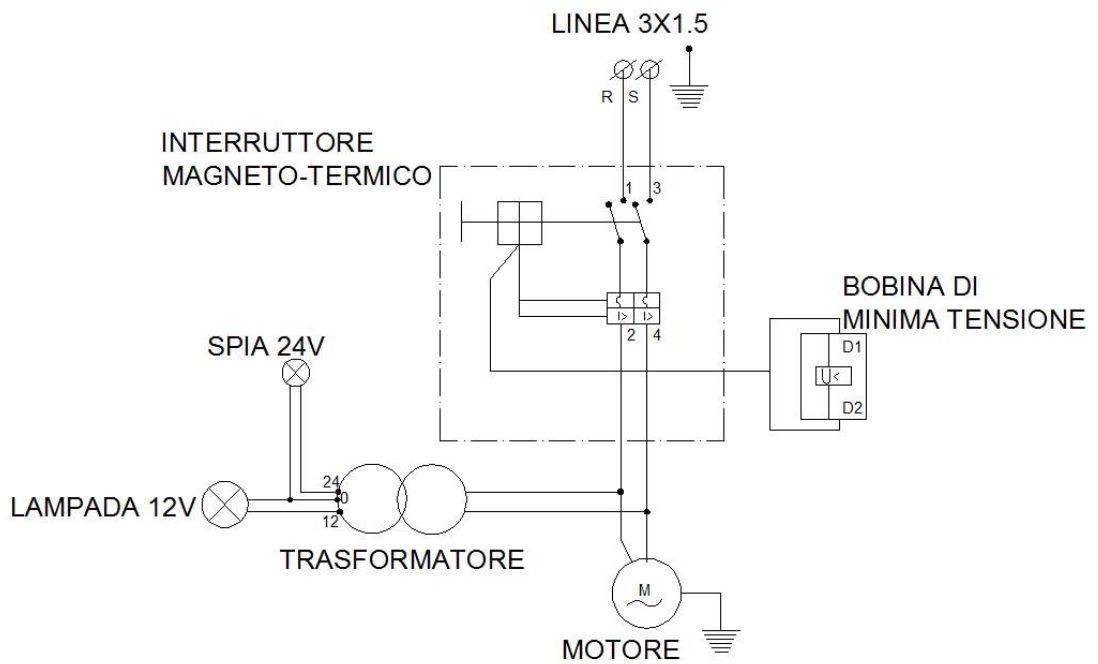 LINEA 3X1.5
R S
INTERRUTTORE
MAGNETO-TERMICO
1 3
I> I>
2 4
BOBINA DI
MINIMA TENSIONE
D1
U<
D2
SPIA 24V
24
0
12
LAMPADA 12V
TRASFORMATORE
M
MOTORE